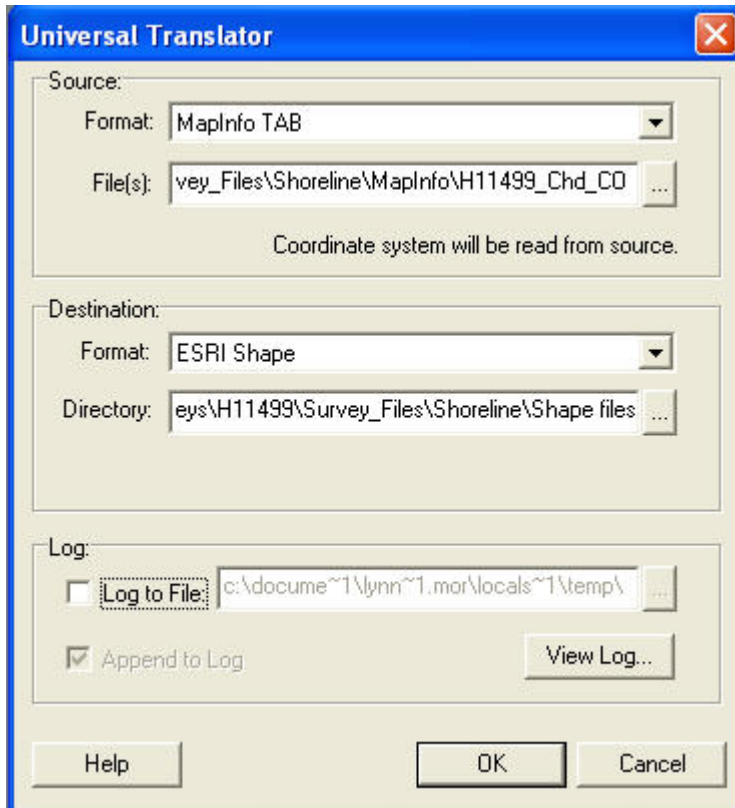 Universal Translator
Source:
Format: MapInfo TAB
File(s): vey_Files\Shoreline\MapInfo\H11499_Chd_CO ...
Coordinate system will be read from source.
Destination:
Format: ESRI Shape
Directory: eys\H11499\Survey_Files\Shoreline\Shape files ...
Log:
Log to File: c:\docume~1\lynn~1.mor\locals~1\temp\ ...
Append to Log View Log...
Help OK Cancel